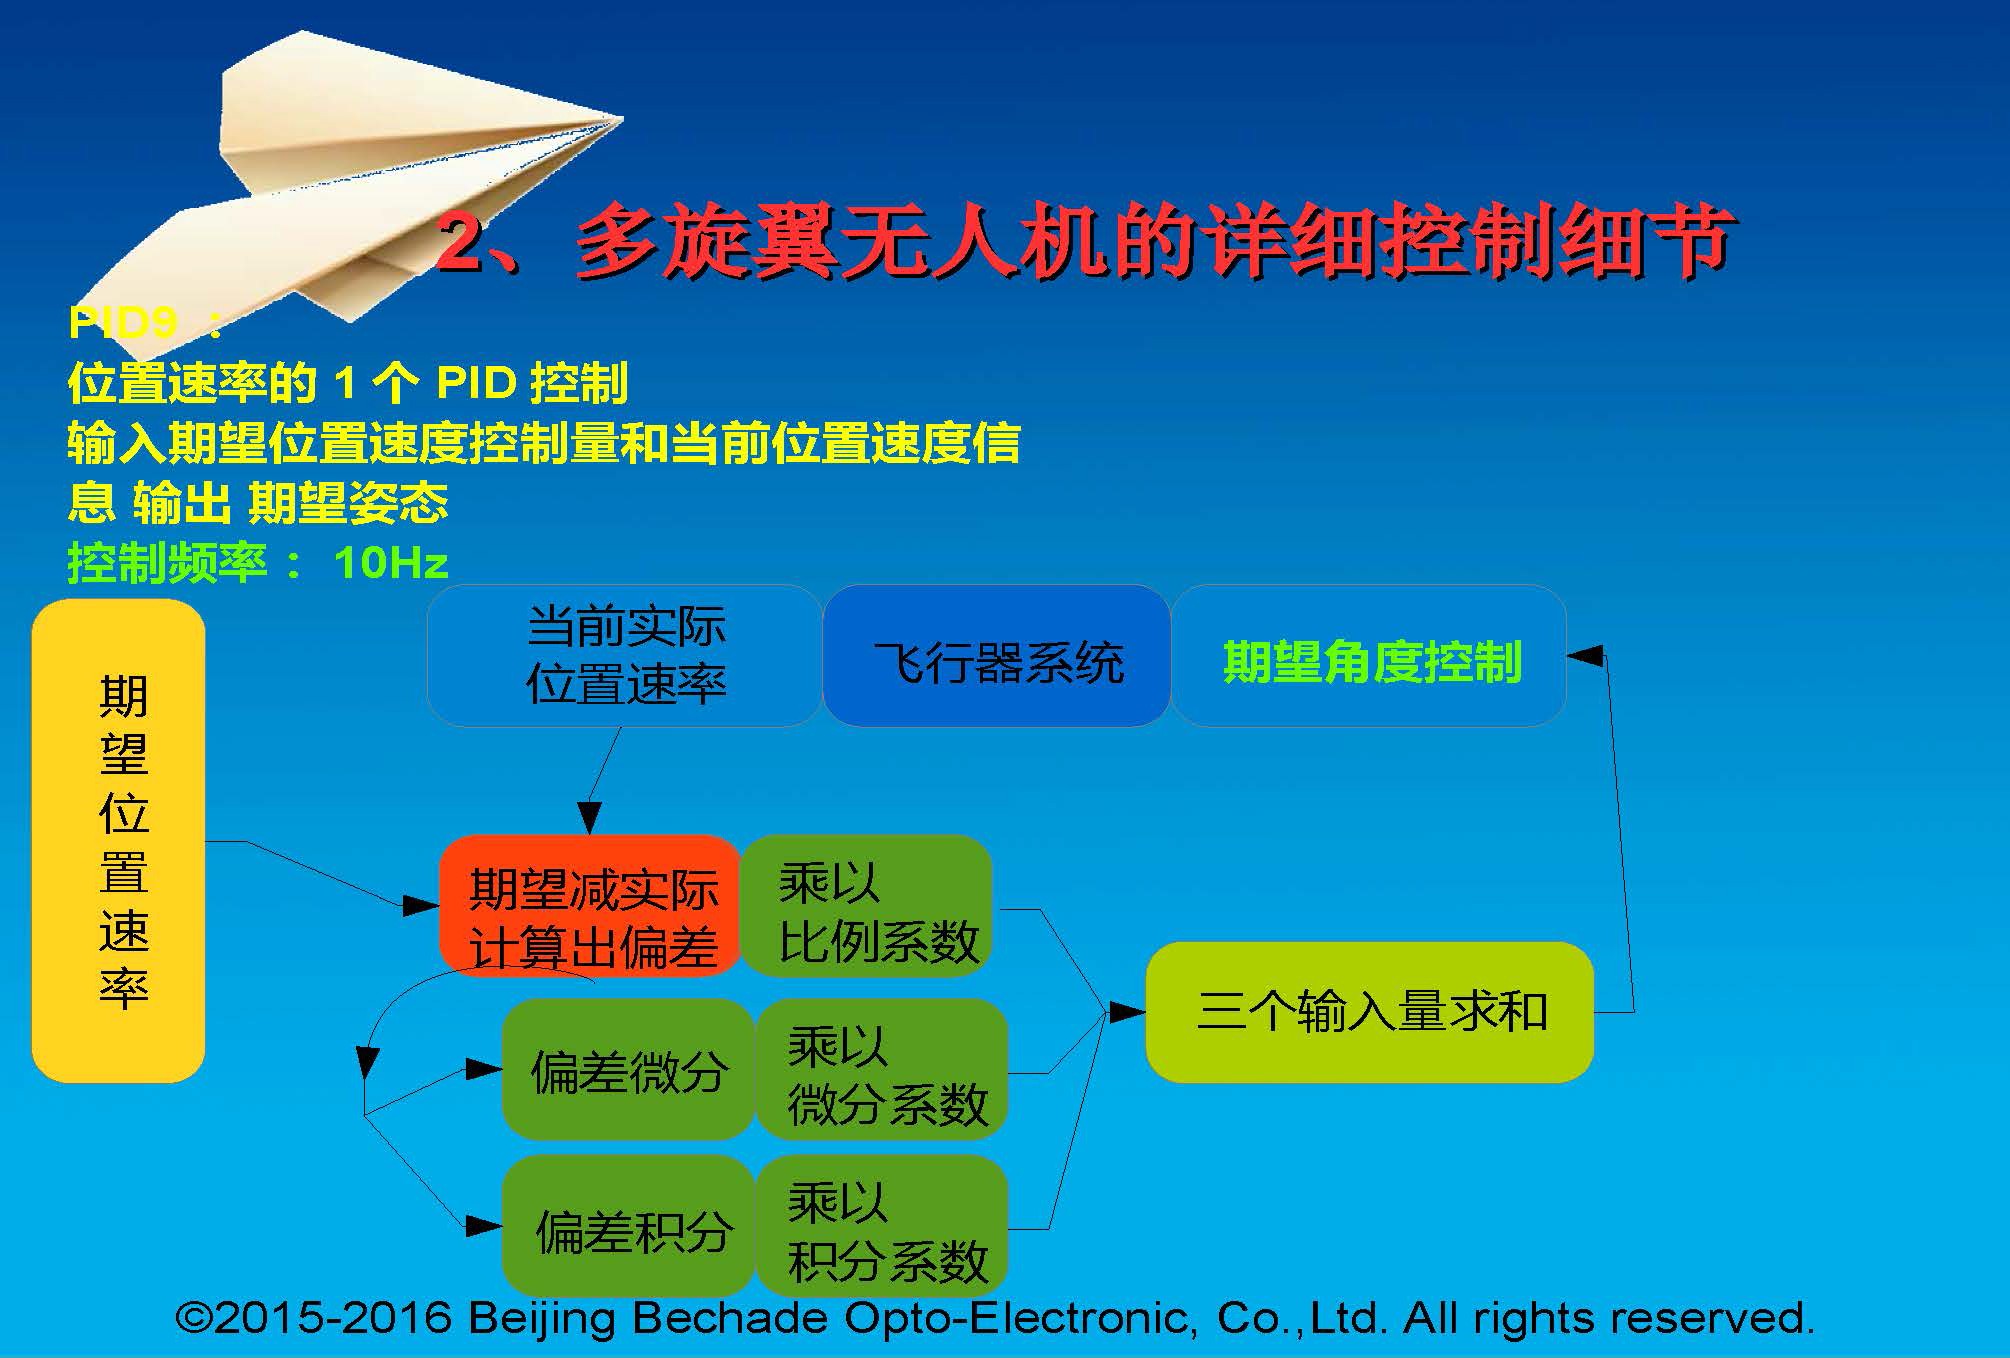 2、多旋翼无人机的详细控制细节
PID9 ：
位置速率的 1 个 PID 控制
输入期望位置速度控制量和当前位置速度信
息 输出 期望姿态
控制频率： 10Hz
当前实际
位置速率
飞行器系统
期望角度控制
期
望
位
置
速
率
期望减实际
计算出偏差
乘以
比例系数
三个输入量求和
偏差微分
乘以
微分系数
偏差积分
乘以
积分系数
©2015-2016 Beijing Bechade Opto-Electronic, Co.,Ltd. All rights reserved.